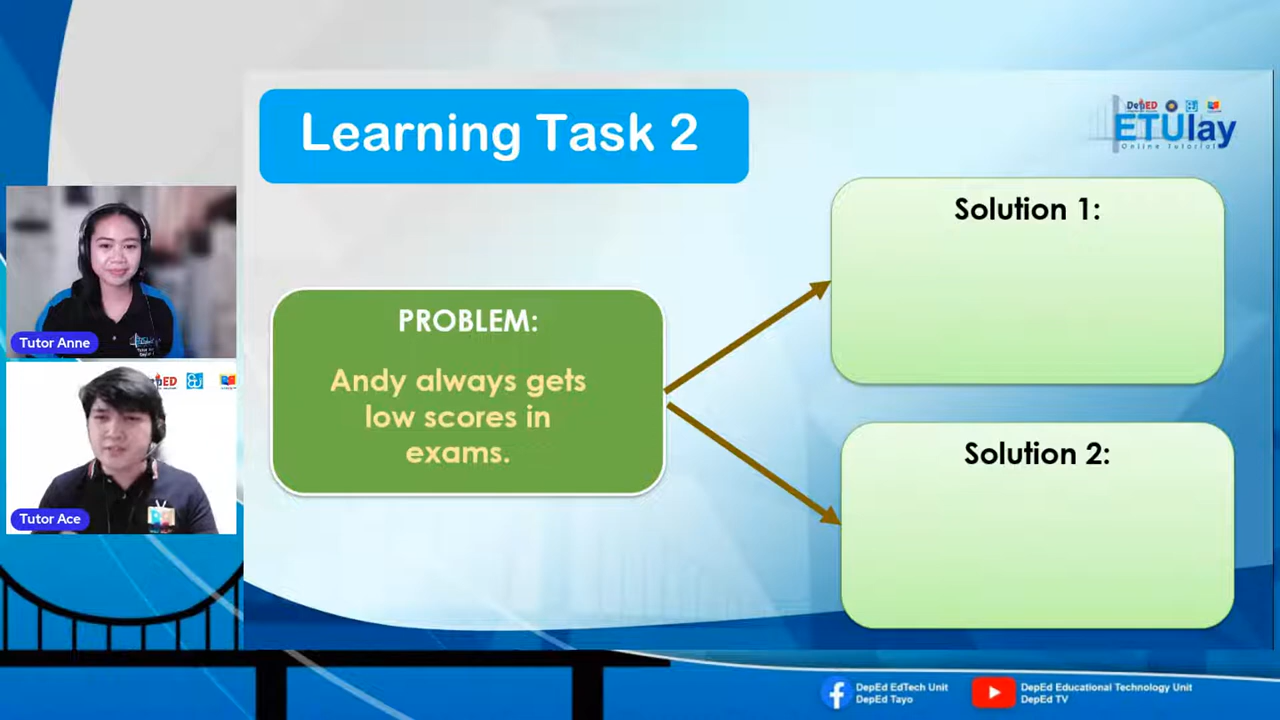 Learning Task 2
DepED
ETUlay
Online Tutorial
Solution 1:
PROBLEM:
Andy always gets
low scores in
exams.
Solution 2:
Tutor Anne
Tutor Ace
DepEd EdTech Unit
DepEd Tayo
DepEd Educational Technology Unit
DepEd TV